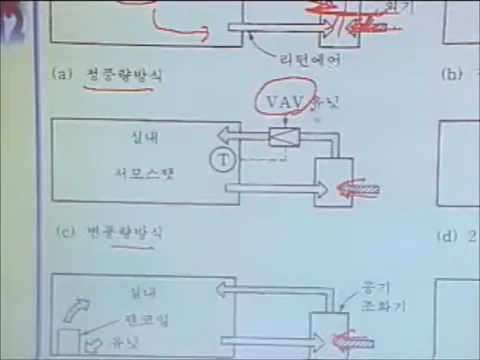 외기
리턴에어
(a) 정풍량방식
(b)
VAV 유닛
실내
T
서모스탯
(c) 변풍량방식
(d) 2
실내
공기
조화기
팬코일
유닛